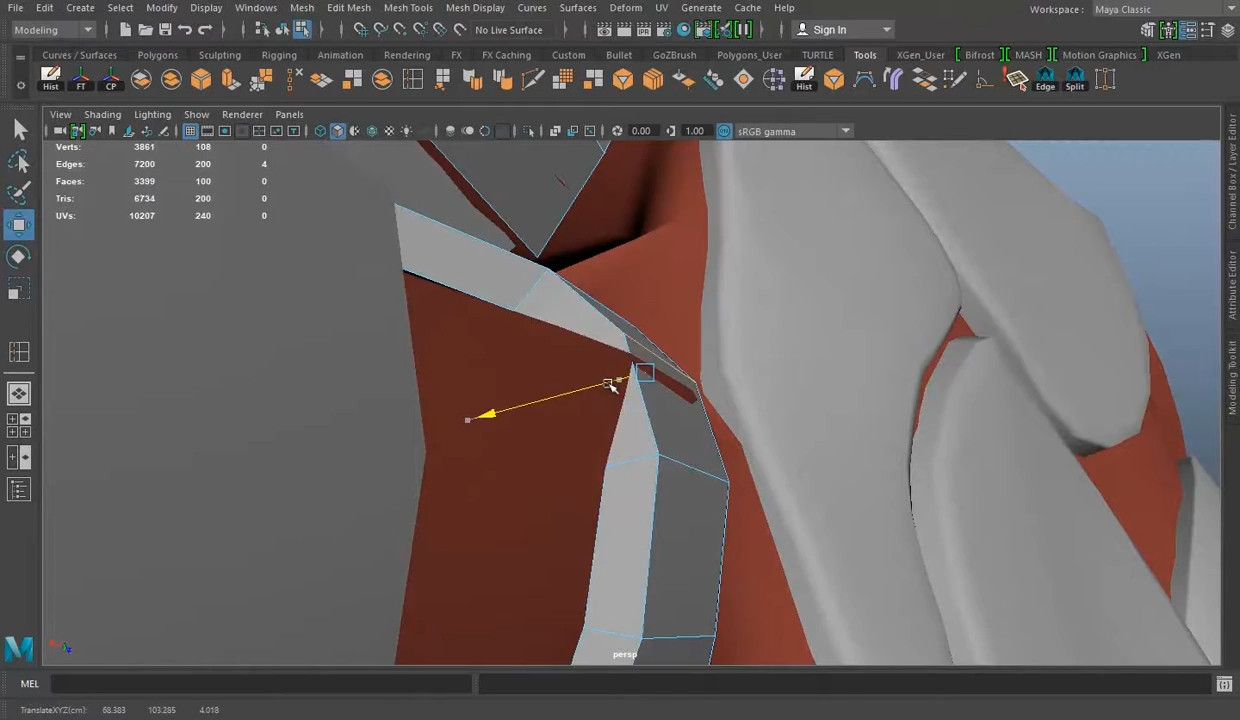 File Edit Create Select Modify Display Windows Mesh Edit Mesh Mesh Tools Mesh Display Curves Surfaces Deform UV Generate Cache Help Workspace : Maya Classic
Modeling No Live Surface Sign In
Curves / Surfaces Polygons Sculpting Rigging Animation Rendering FX FX Caching Custom Bullet GoZBrush Polygons_User TURTLE Tools XGen_User Bifrost MASH Motion Graphics XGen
Hist FT CP Hist Edge Split
View Shading Lighting Show Renderer Panels
0.00 1.00 sRGB gamma
Verts: 3861 108 0
Edges: 7200 200 4
Faces: 3399 100 0
Tris: 6734 200 0
UVs: 10207 240 0
Channel Box / Layer Editor
Attribute Editor
Modeling Toolkit
persp
MEL
TranslateXYZ(cm): 68.383 103.285 4.018